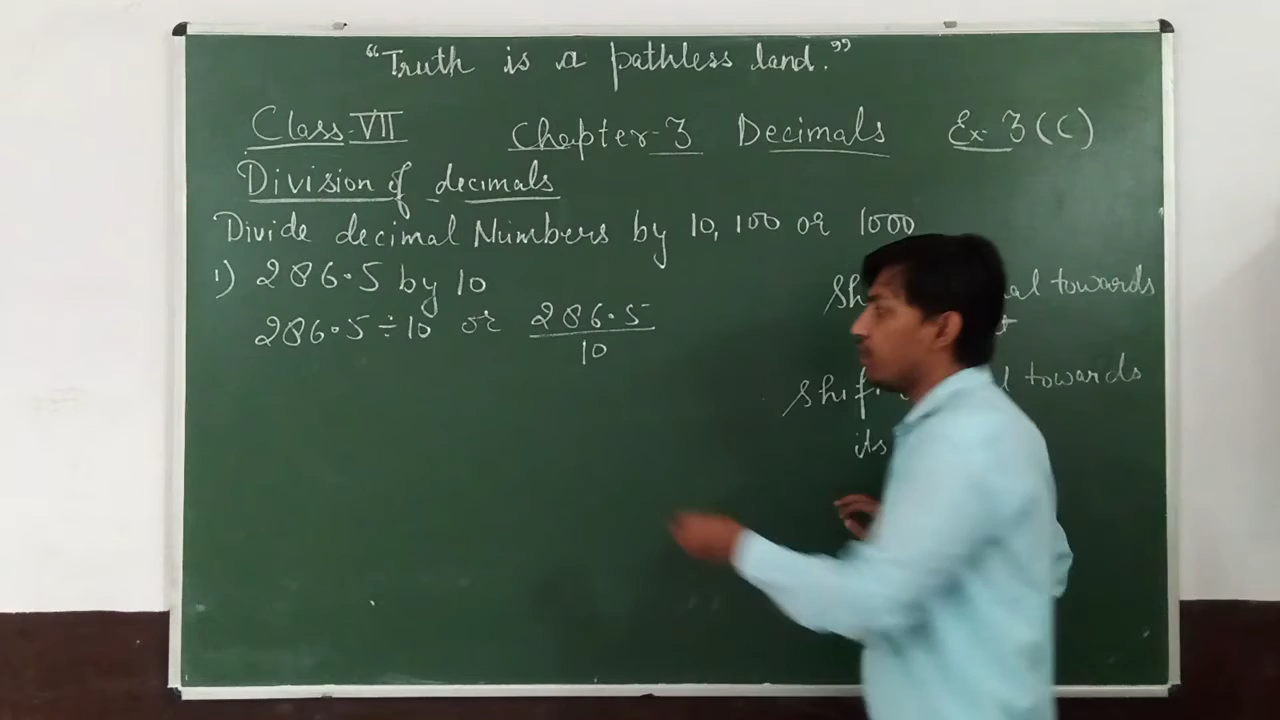 “Truth is a pathless land.”
Class-VII Chapter-3 Decimals Ex-3(C)
Division of decimals
Divide decimal Numbers by 10, 100 or 1000
1) 286.5 by 10
286.5 ÷ 10 or 286.5
10
towards
towards
its